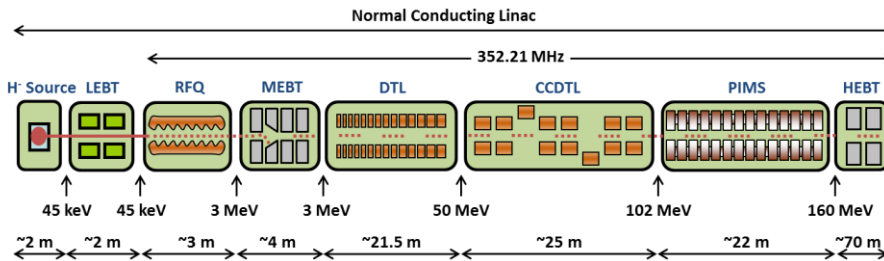 Normal Conducting Linac
352.21 MHz
H⁻ Source LEBT RFQ MEBT DTL CCDTL PIMS HEBT
45 keV 45 keV 3 MeV 3 MeV 50 MeV 102 MeV 160 MeV
~2 m ~2 m ~3 m ~4 m ~21.5 m ~25 m ~22 m ~70 m